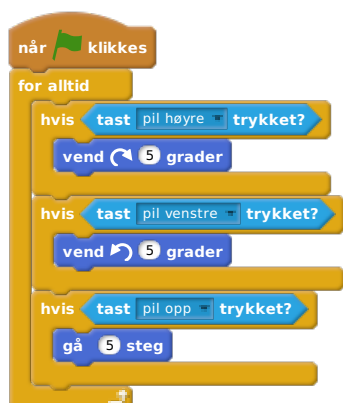 når klikkes
for alltid
hvis tast pil høyre trykket?
vend 5 grader
hvis tast pil venstre trykket?
vend 5 grader
hvis tast pil opp trykket?
gå 5 steg